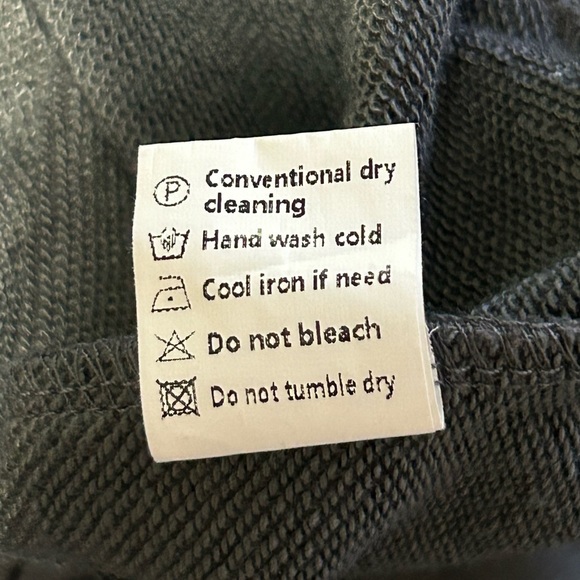 P Conventional dry
cleaning
Hand wash cold
Cool iron if need
Do not bleach
Do not tumble dry